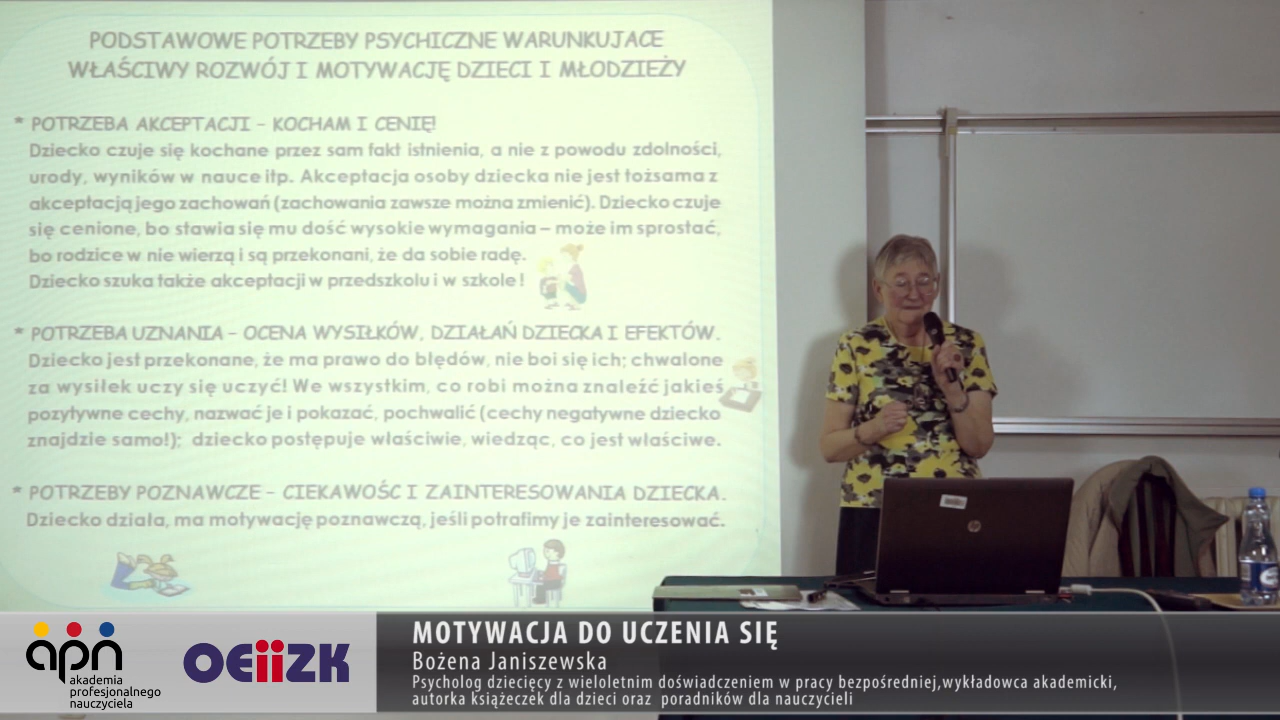 PODSTAWOWE POTRZEBY PSYCHICZNE WARUNKUJACE
WŁAŚCIWY ROZWÓJ I MOTYWACJĘ DZIECI I MŁODZIEŻY
* POTRZEBA AKCEPTACJI – KOCHAM I CENIĘ!
Dziecko czuje się kochane przez sam fakt istnienia, a nie z powodu zdolności,
urody, wyników w nauce itp. Akceptacja osoby dziecka nie jest tożsama z
akceptacją jego zachowań (zachowania zawsze można zmienić). Dziecko czuje
się cenione, bo stawia się mu dość wysokie wymagania – może im sprostać,
bo rodzice w nie wierzą i są przekonani, że da sobie radę.
Dziecko szuka także akceptacji w przedszkolu i w szkole!
* POTRZEBA UZNANIA – OCENA WYSIŁKÓW, DZIAŁAŃ DZIECKA I EFEKTÓW.
Dziecko jest przekonane, że ma prawo do błędów, nie boi się ich; chwalone
za wysiłek uczy się uczyć! We wszystkim, co robi można znaleźć jakieś
pozytywne cechy, nazwać je i pokazać, pochwalić (cechy negatywne dziecko
znajdzie samo!); dziecko postępuje właściwie, wiedząc, co jest właściwe.
* POTRZEBY POZNAWCZE – CIEKAWOŚC I ZAINTERESOWANIA DZIECKA.
Dziecko działa, ma motywację poznawczą, jeśli potrafimy je zainteresować.
hp
apn
akademia
profesjonalnego
nauczyciela
OEiiZK
MOTYWACJA DO UCZENIA SIĘ
Bożena Janiszewska
Psycholog dziecięcy z wieloletnim doświadczeniem w pracy bezpośredniej,wykładowca akademicki,
autorka książeczek dla dzieci oraz poradników dla nauczycieli